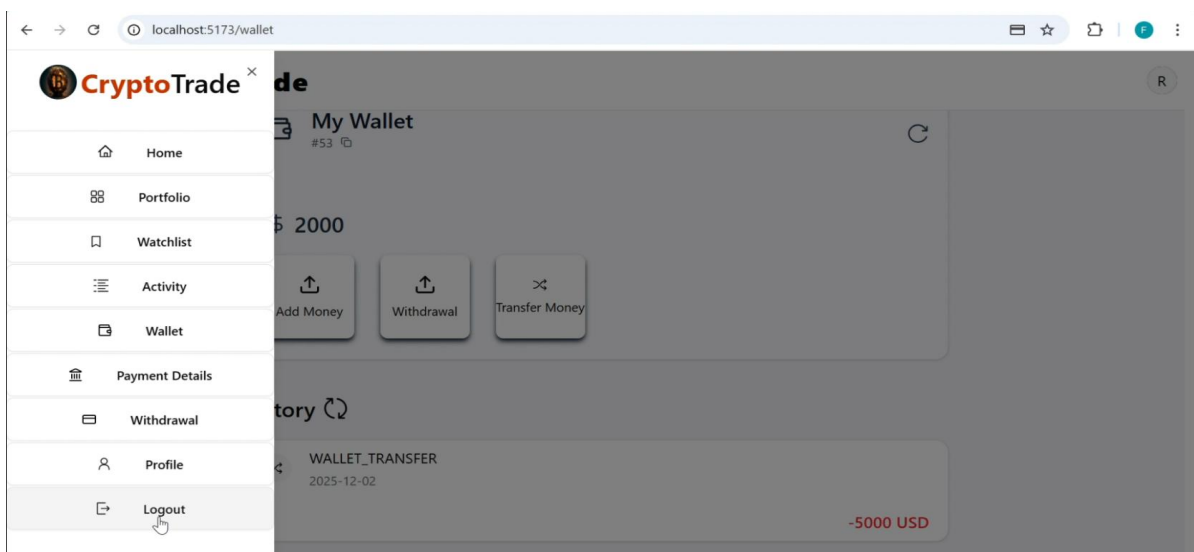 localhost:5173/wallet
F
CryptoTrade
de
R
Home
Portfolio
Watchlist
Activity
Wallet
Payment Details
Withdrawal
Profile
Logout
My Wallet
#53
$ 2000
Add Money
Withdrawal
Transfer Money
tory
WALLET_TRANSFER
2025-12-02
-5000 USD